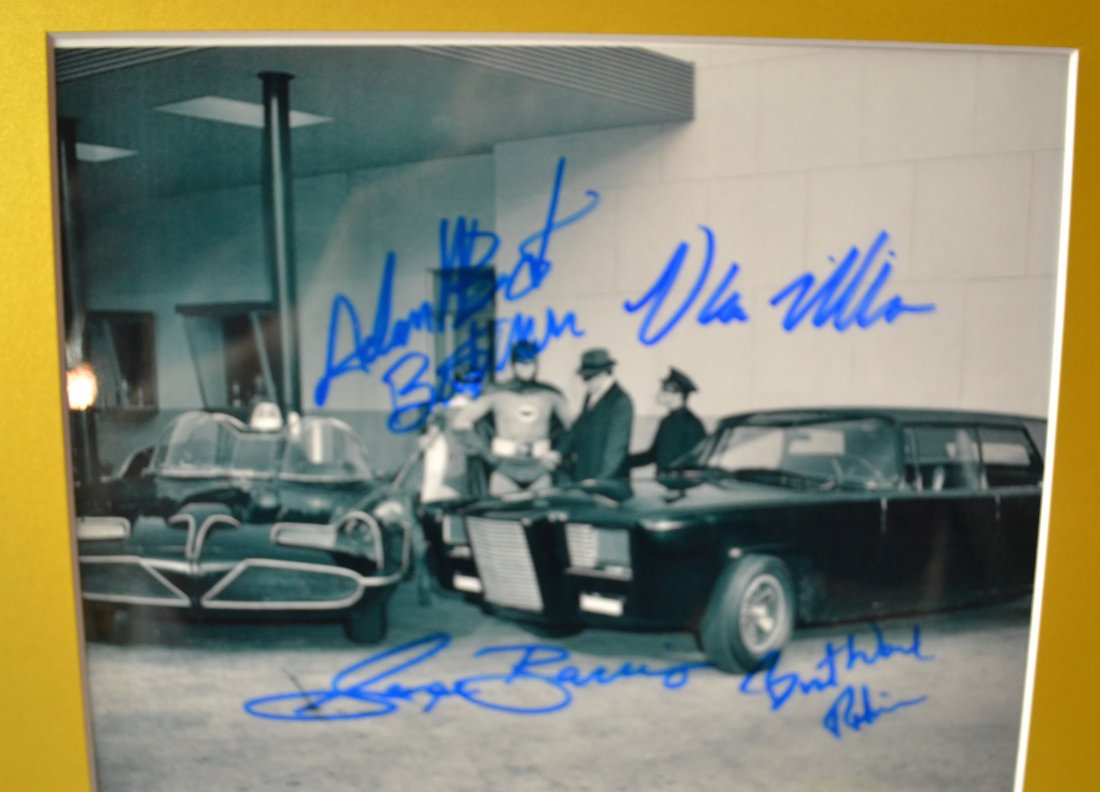 Adam West
Batman
Van Williams
George Barris
Burt Ward
Robin